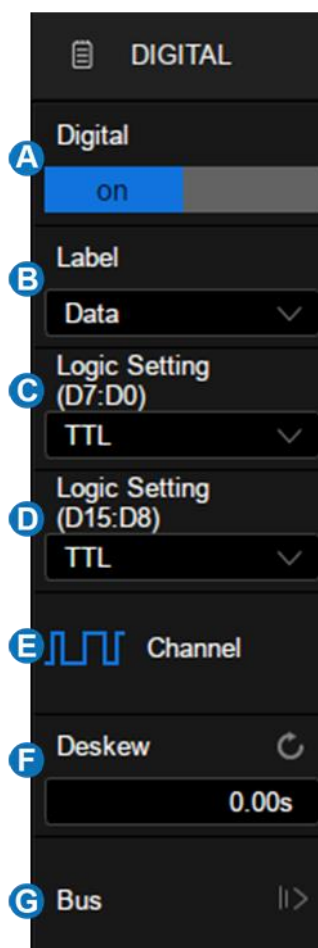 DIGITAL
Digital
A
on
Label
B
Data
Logic Setting
C
(D7:D0)
TTL
Logic Setting
D
(D15:D8)
TTL
E
Channel
Deskew
F
0.00s
G
Bus